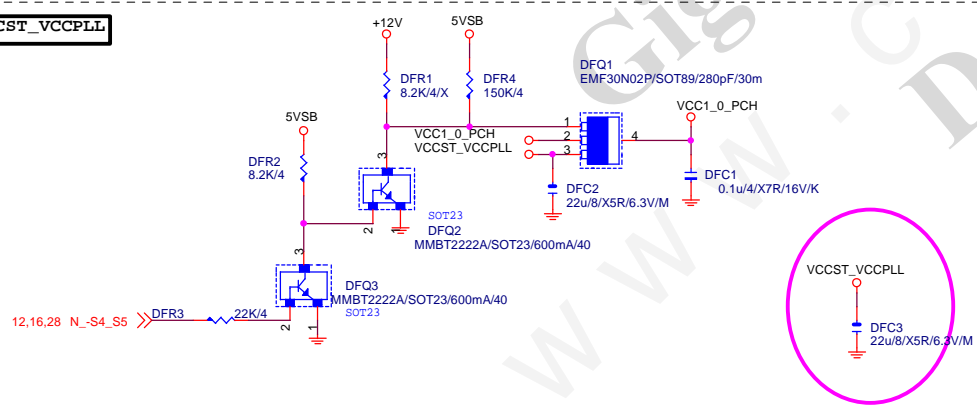 CST_VCCPLL
+12V
5VSB
DFR1
8.2K/4/X
DFR4
150K/4
DFQ1
EMF30N02P/SOT89/280pF/30m
VCC1_0_PCH
5VSB
DFR2
8.2K/4
VCC1_0_PCH
VCCST_VCCPLL
1
2
3
4
3
2
1
DFC2
22u/8/X5R/6.3V/M
DFC1
0.1u/4/X7R/16V/K
SOT23
DFQ2
MMBT2222A/SOT23/600mA/40
3
2
1
DFQ3
MMBT2222A/SOT23/600mA/40
SOT23
12,16,28 N_-S4_S5
DFR3
22K/4
VCCST_VCCPLL
DFC3
22u/8/X5R/6.3V/M
Gig
D
w w w . c